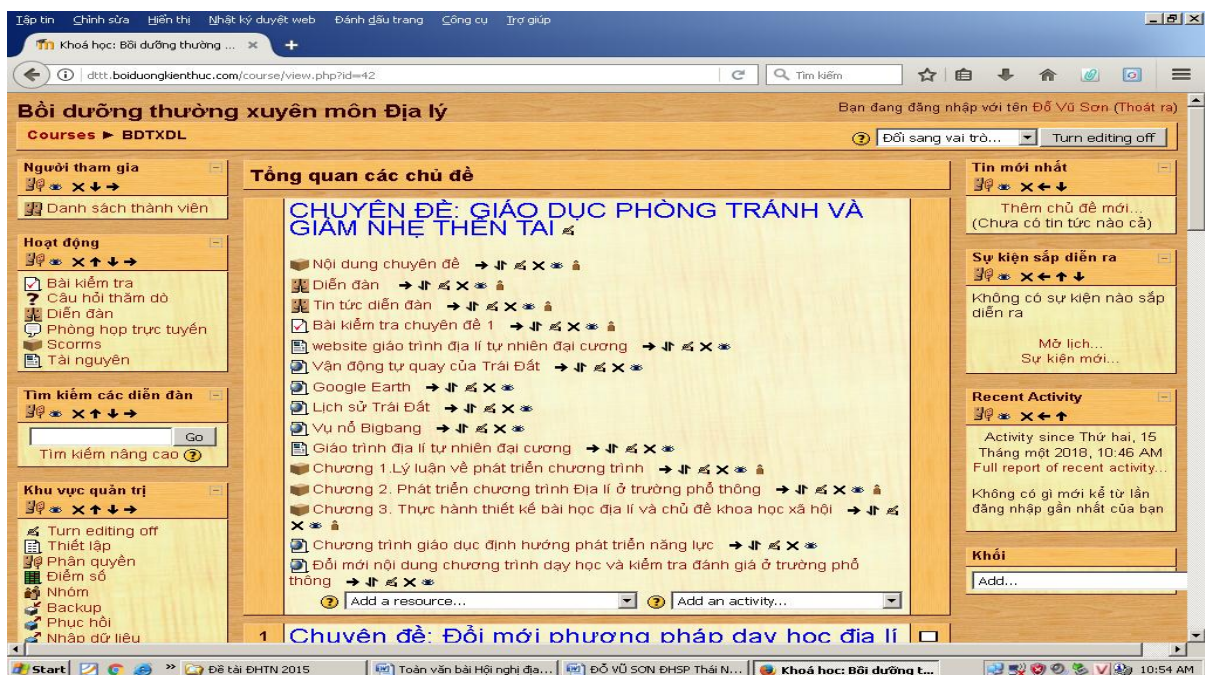 Tập tin Chỉnh sửa Hiển thị Nhật ký duyệt web Đánh dấu trang Công cụ Trợ giúp
Khoá học: Bồi dưỡng thường ...
dttt.boiduongkienthuc.com/course/view.php?id=42
Tìm kiếm
Bồi dưỡng thường xuyên môn Địa lý
Bạn đang đăng nhập với tên Đỗ Vũ Sơn (Thoát ra)
Courses ► BDTXDL
Đổi sang vai trò...
Turn editing off
Người tham gia
Danh sách thành viên
Hoạt động
Bài kiểm tra
Câu hỏi thăm dò
Diễn đàn
Phòng họp trực tuyến
Scorms
Tài nguyên
Tìm kiếm các diễn đàn
Go
Tìm kiếm nâng cao
Khu vực quản trị
Turn editing off
Thiết lập
Phân quyền
Điểm số
Nhóm
Backup
Phục hồi
Nhập dữ liệu
Tổng quan các chủ đề
CHUYÊN ĐỀ: GIÁO DỤC PHÒNG TRÁNH VÀ
GIẢM NHẸ THIÊN TAI
Nội dung chuyên đề
Diễn đàn
Tin tức diễn đàn
Bài kiểm tra chuyên đề 1
website giáo trình địa lí tự nhiên đại cương
Vận động tự quay của Trái Đất
Google Earth
Lịch sử Trái Đất
Vụ nổ Bigbang
Giáo trình địa lí tự nhiên đại cương
Chương 1.Lý luận về phát triển chương trình
Chương 2. Phát triển chương trình Địa lí ở trường phổ thông
Chương 3. Thực hành thiết kế bài học địa lí và chủ đề khoa học xã hội
Chương trình giáo dục định hướng phát triển năng lực
Đổi mới nội dung chương trình dạy học và kiểm tra đánh giá ở trường phổ
thông
Add a resource...
Add an activity...
1 Chuyên đề: Đổi mới phương pháp dạy học địa lí
Tin mới nhất
Thêm chủ đề mới...
(Chưa có tin tức nào cả)
Sự kiện sắp diễn ra
Không có sự kiện nào sắp
diễn ra
Mở lịch...
Sự kiện mới...
Recent Activity
Activity since Thứ hai, 15
Tháng một 2018, 10:46 AM
Full report of recent activity...
Không có gì mới kể từ lần
đăng nhập gần nhất của bạn
Khối
Add...
Start
Đề tài ĐHTN 2015
Toàn văn bài Hội nghị địa...
ĐỖ VŨ SƠN ĐHSP Thái N...
Khoá học: Bồi dưỡng t...
10:54 AM